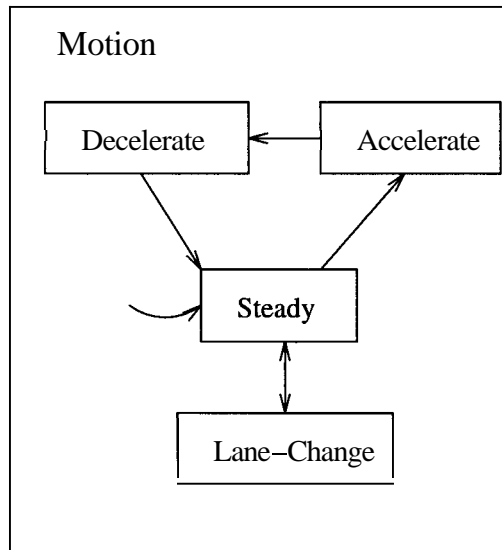 Motion
Decelerate
Accelerate
Steady
Lane-Change